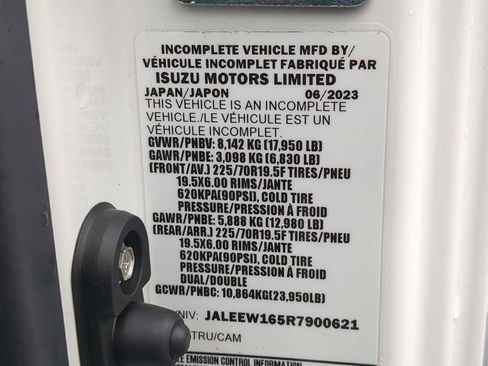 INCOMPLETE VEHICLE MFD BY/
VÉHICULE INCOMPLET FABRIQUÉ PAR
ISUZU MOTORS LIMITED
JAPAN/JAPON 06/2023
THIS VEHICLE IS AN INCOMPLETE
VEHICLE./LE VÉHICULE EST UN
VÉHICULE INCOMPLET.
GVWR/PNBV: 8,142 KG (17,950 LB)
GAWR/PNBE: 3,098 KG (6,830 LB)
(FRONT/AV.) 225/70R19.5F TIRES/PNEU
19.5X6.00 RIMS/JANTE
620KPA(90PSI), COLD TIRE
PRESSURE/PRESSION À FROID
GAWR/PNBE: 5,888 KG (12,980 LB)
(REAR/ARR.) 225/70R19.5F TIRES/PNEU
19.5X6.00 RIMS/JANTE
620KPA(90PSI), COLD TIRE
PRESSURE/PRESSION À FROID
DUAL/DOUBLE
GCWR/PNBC: 10,864KG(23,950LB)
/NIV: JALEEW165R7900621
TRU/CAM
LE EMISSION CONTROL INFORMATION